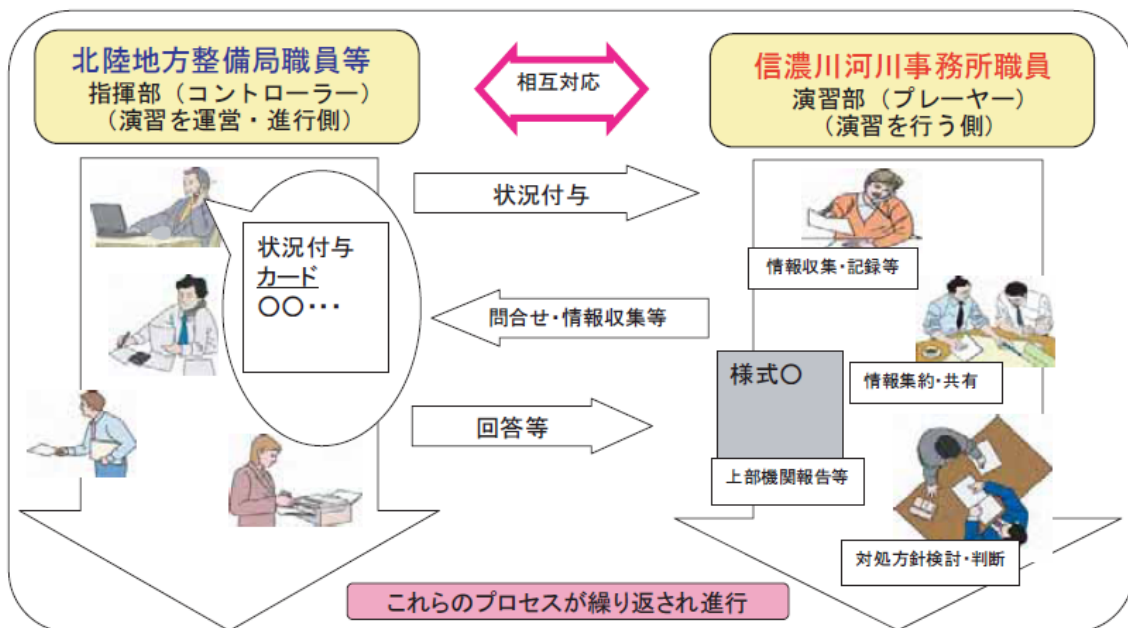 北陸地方整備局職員等
指揮部（コントローラー）
（演習を運営・進行側）
相互対応
信濃川河川事務所職員
演習部（プレーヤー）
（演習を行う側）
状況付与
カード
〇〇・・・
状況付与
問合せ・情報収集等
回答等
情報収集・記録等
情報集約・共有
様式〇
上部機関報告等
対処方針検討・判断
これらのプロセスが繰り返され進行